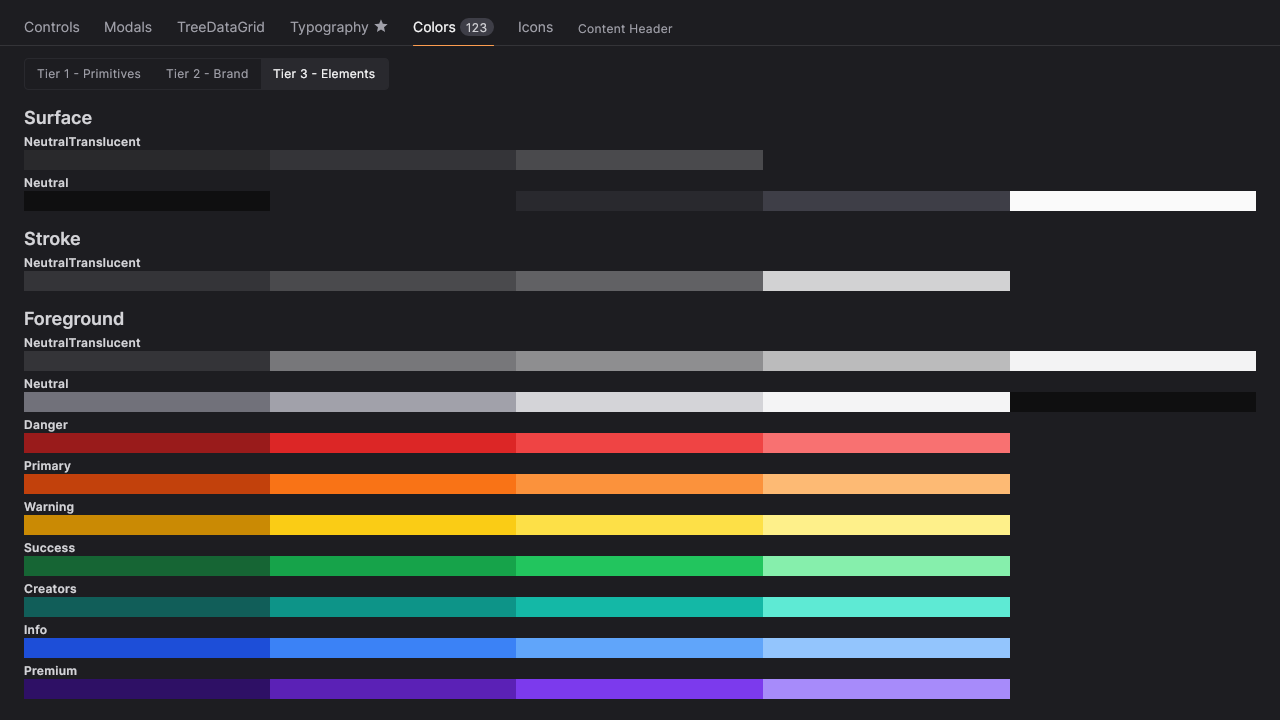 Controls Modals TreeDataGrid Typography Colors 123 Icons Content Header
Tier 1 - Primitives Tier 2 - Brand Tier 3 - Elements
Surface
NeutralTranslucent
Neutral
Stroke
NeutralTranslucent
Foreground
NeutralTranslucent
Neutral
Danger
Primary
Warning
Success
Creators
Info
Premium